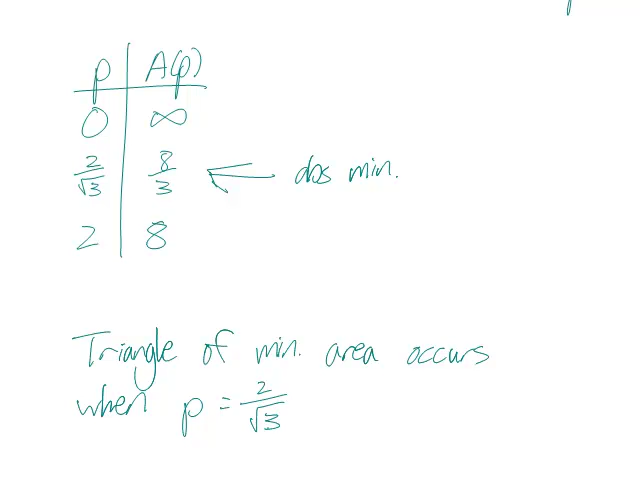 p A(p)
0 ∞
2/√3 8/3 ← abs min.
2 8
Triangle of min. area occurs
when p = 2/√3